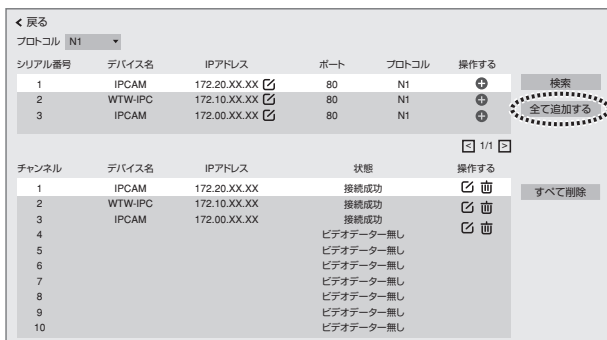 < 戻る
プロトコル N1
シリアル番号 デバイス名 IPアドレス ポート プロトコル 操作する
1 IPCAM 172.20.XX.XX 80 N1
検索
2 WTW-IPC 172.10.XX.XX 80 N1
3 IPCAM 172.00.XX.XX 80 N1
全て追加する
< 1/1 >
チャンネル デバイス名 IPアドレス 状態 操作する
1 IPCAM 172.20.XX.XX 接続成功
すべて削除
2 WTW-IPC 172.10.XX.XX 接続成功
3 IPCAM 172.00.XX.XX 接続成功
4 ビデオデーター無し
5 ビデオデーター無し
6 ビデオデーター無し
7 ビデオデーター無し
8 ビデオデーター無し
9 ビデオデーター無し
10 ビデオデーター無し